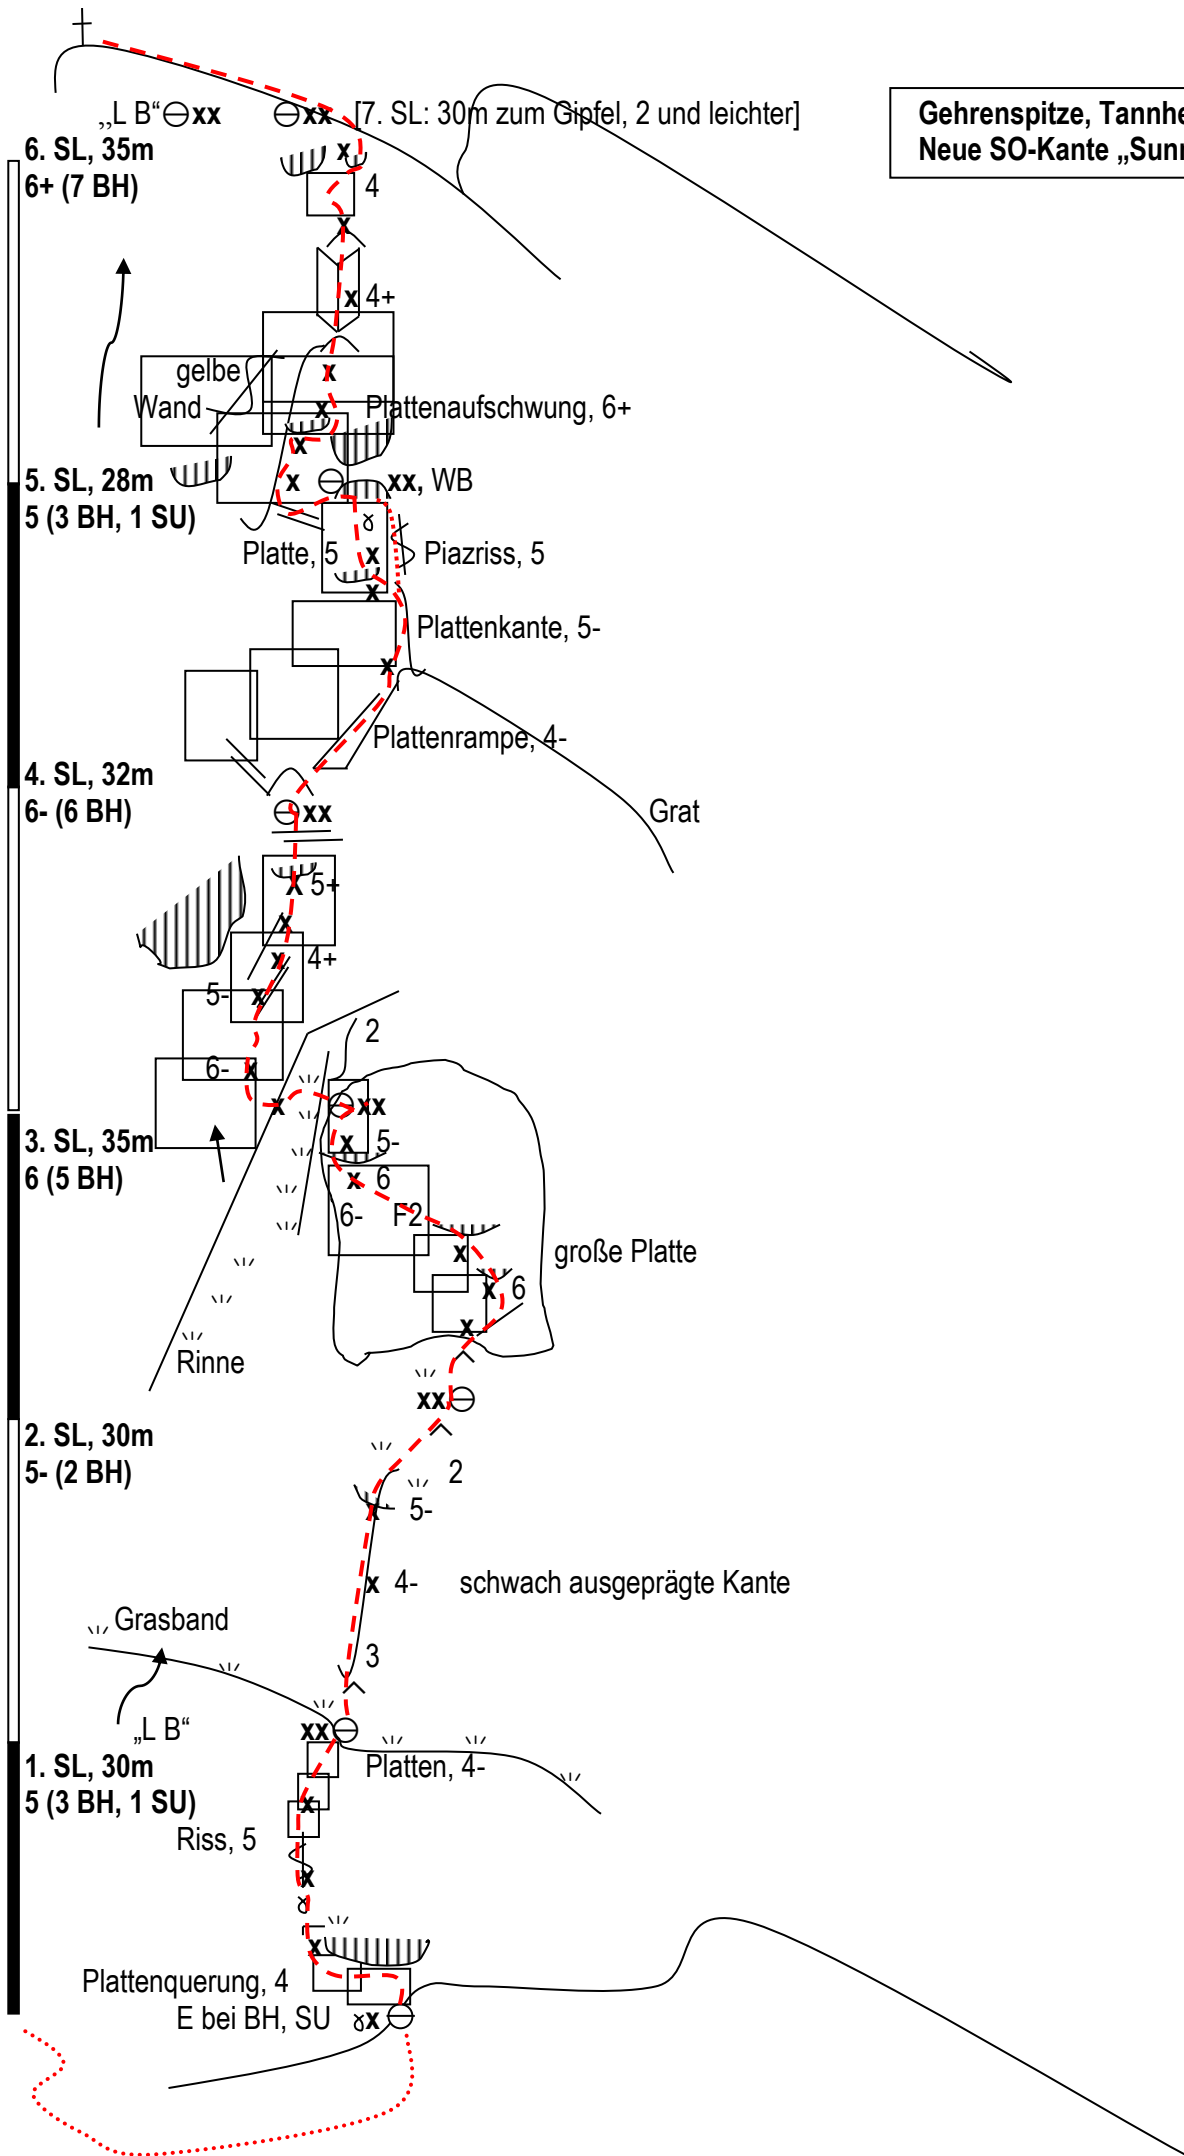 „L B“ xx xx [7. SL: 30m zum Gipfel, 2 und leichter]
Gehrenspitze, Tannhe
Neue SO-Kante „Sunn
6. SL, 35m
6+ (7 BH)
x
4
x
x 4+
gelbe
Wand
x
x Plattenaufschwung, 6+
x
5. SL, 28m
5 (3 BH, 1 SU)
x
xx, WB
Platte, 5 x Piazriss, 5
x
Plattenkante, 5-
x
Plattenrampe, 4-
4. SL, 32m
6- (6 BH)
xx
Grat
x 5+
x
x 4+
5- x
2
6- x
x xx
3. SL, 35m
6 (5 BH)
x 5-
x 6
6- F2
x große Platte
x 6
x
Rinne
xx
2. SL, 30m
5- (2 BH)
2
x 5-
x 4- schwach ausgeprägte Kante
Grasband
3
„L B“ xx
1. SL, 30m
5 (3 BH, 1 SU)
Platten, 4-
x
Riss, 5
x
x
Plattenquerung, 4
E bei BH, SU x